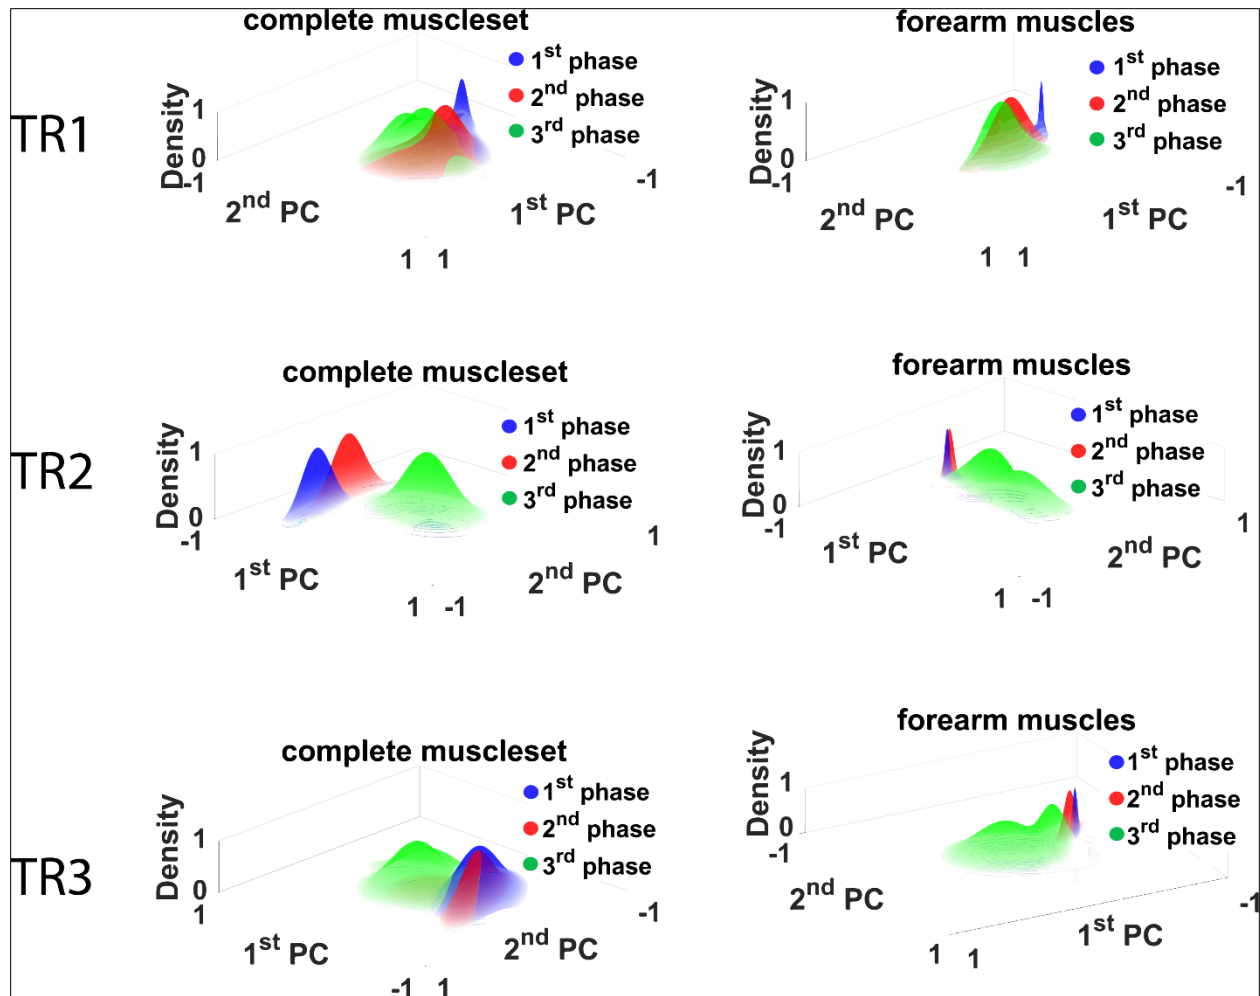 complete muscleset
1st phase
2nd phase
3rd phase
TR1
Density
1
0
-1
2nd PC
1 1
1st PC
-1
forearm muscles
1st phase
2nd phase
3rd phase
Density
1
0
-1
2nd PC
1 1
1st PC
-1
complete muscleset
1st phase
2nd phase
3rd phase
TR2
Density
1
0
-1
1st PC
1 -1
2nd PC
1
forearm muscles
1st phase
2nd phase
3rd phase
Density
1
0
-1
1st PC
1 -1
2nd PC
1
complete muscleset
1st phase
2nd phase
3rd phase
TR3
Density
1
0
1
1st PC
-1 1
2nd PC
-1
forearm muscles
1st phase
2nd phase
3rd phase
Density
1
0
-1
2nd PC
1 1
1st PC
-1